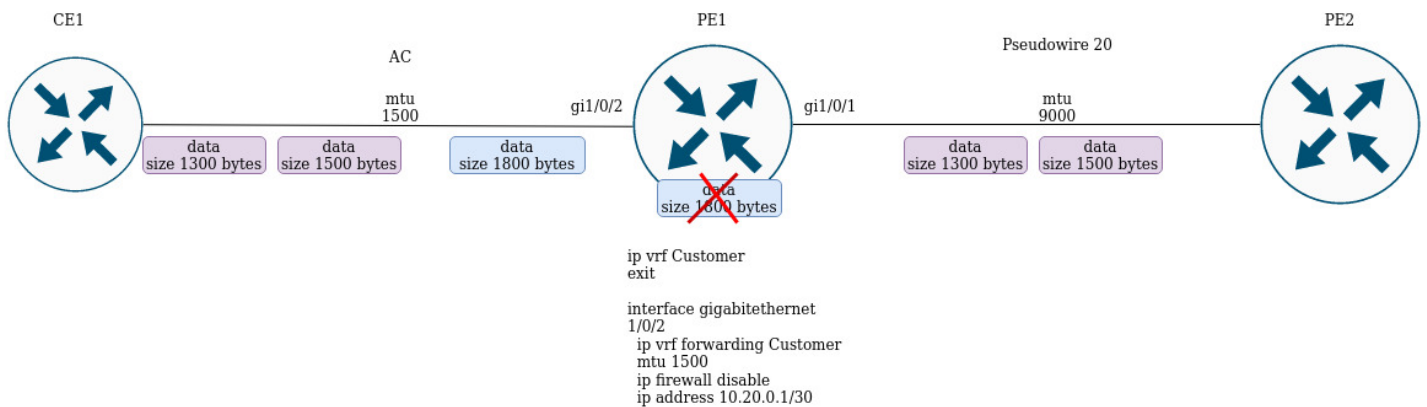 CE1
PE1
PE2
AC
Pseudowire 20
mtu
1500
gi1/0/2
gi1/0/1
mtu
9000
data
size 1300 bytes
data
size 1500 bytes
data
size 1800 bytes
data
size 1300 bytes
data
size 1500 bytes
data
size 1800 bytes
ip vrf Customer
exit
interface gigabitethernet
1/0/2
ip vrf forwarding Customer
mtu 1500
ip firewall disable
ip address 10.20.0.1/30